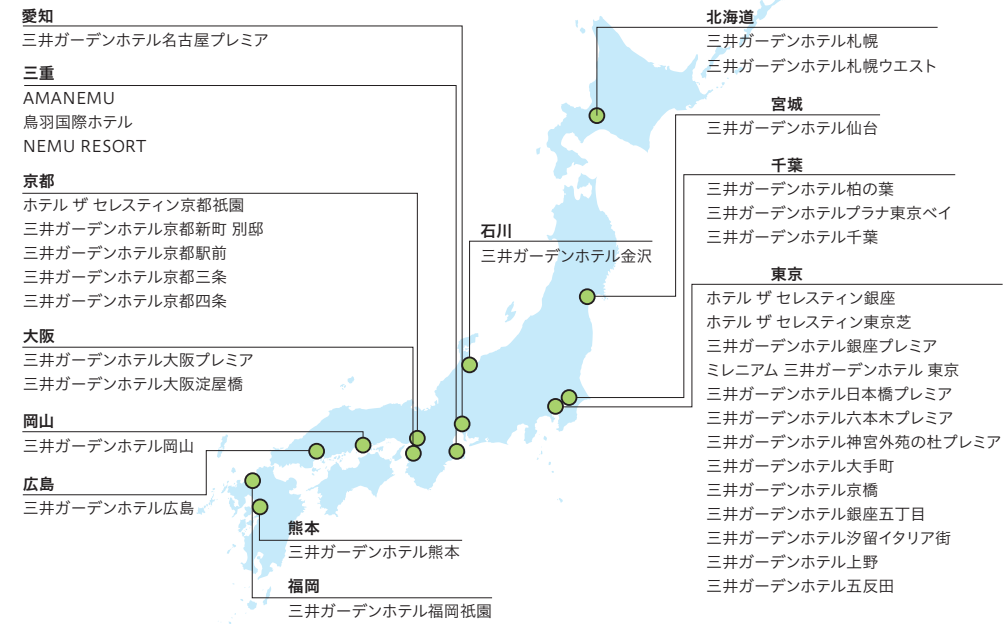 愛知
三井ガーデンホテル名古屋プレミア
三重
AMANEMU
鳥羽国際ホテル
NEMU RESORT
京都
ホテル ザ セレスティン京都祇園
三井ガーデンホテル京都新町 別邸
三井ガーデンホテル京都駅前
三井ガーデンホテル京都三条
三井ガーデンホテル京都四条
大阪
三井ガーデンホテル大阪プレミア
三井ガーデンホテル大阪淀屋橋
岡山
三井ガーデンホテル岡山
広島
三井ガーデンホテル広島
熊本
三井ガーデンホテル熊本
福岡
三井ガーデンホテル福岡祇園
石川
三井ガーデンホテル金沢
北海道
三井ガーデンホテル札幌
三井ガーデンホテル札幌ウエスト
宮城
三井ガーデンホテル仙台
千葉
三井ガーデンホテル柏の葉
三井ガーデンホテルプラナ東京ベイ
三井ガーデンホテル千葉
東京
ホテル ザ セレスティン銀座
ホテル ザ セレスティン東京芝
三井ガーデンホテル銀座プレミア
ミレニアム 三井ガーデンホテル 東京
三井ガーデンホテル日本橋プレミア
三井ガーデンホテル六本木プレミア
三井ガーデンホテル神宮外苑の杜プレミア
三井ガーデンホテル大手町
三井ガーデンホテル京橋
三井ガーデンホテル銀座五丁目
三井ガーデンホテル汐留イタリア街
三井ガーデンホテル上野
三井ガーデンホテル五反田